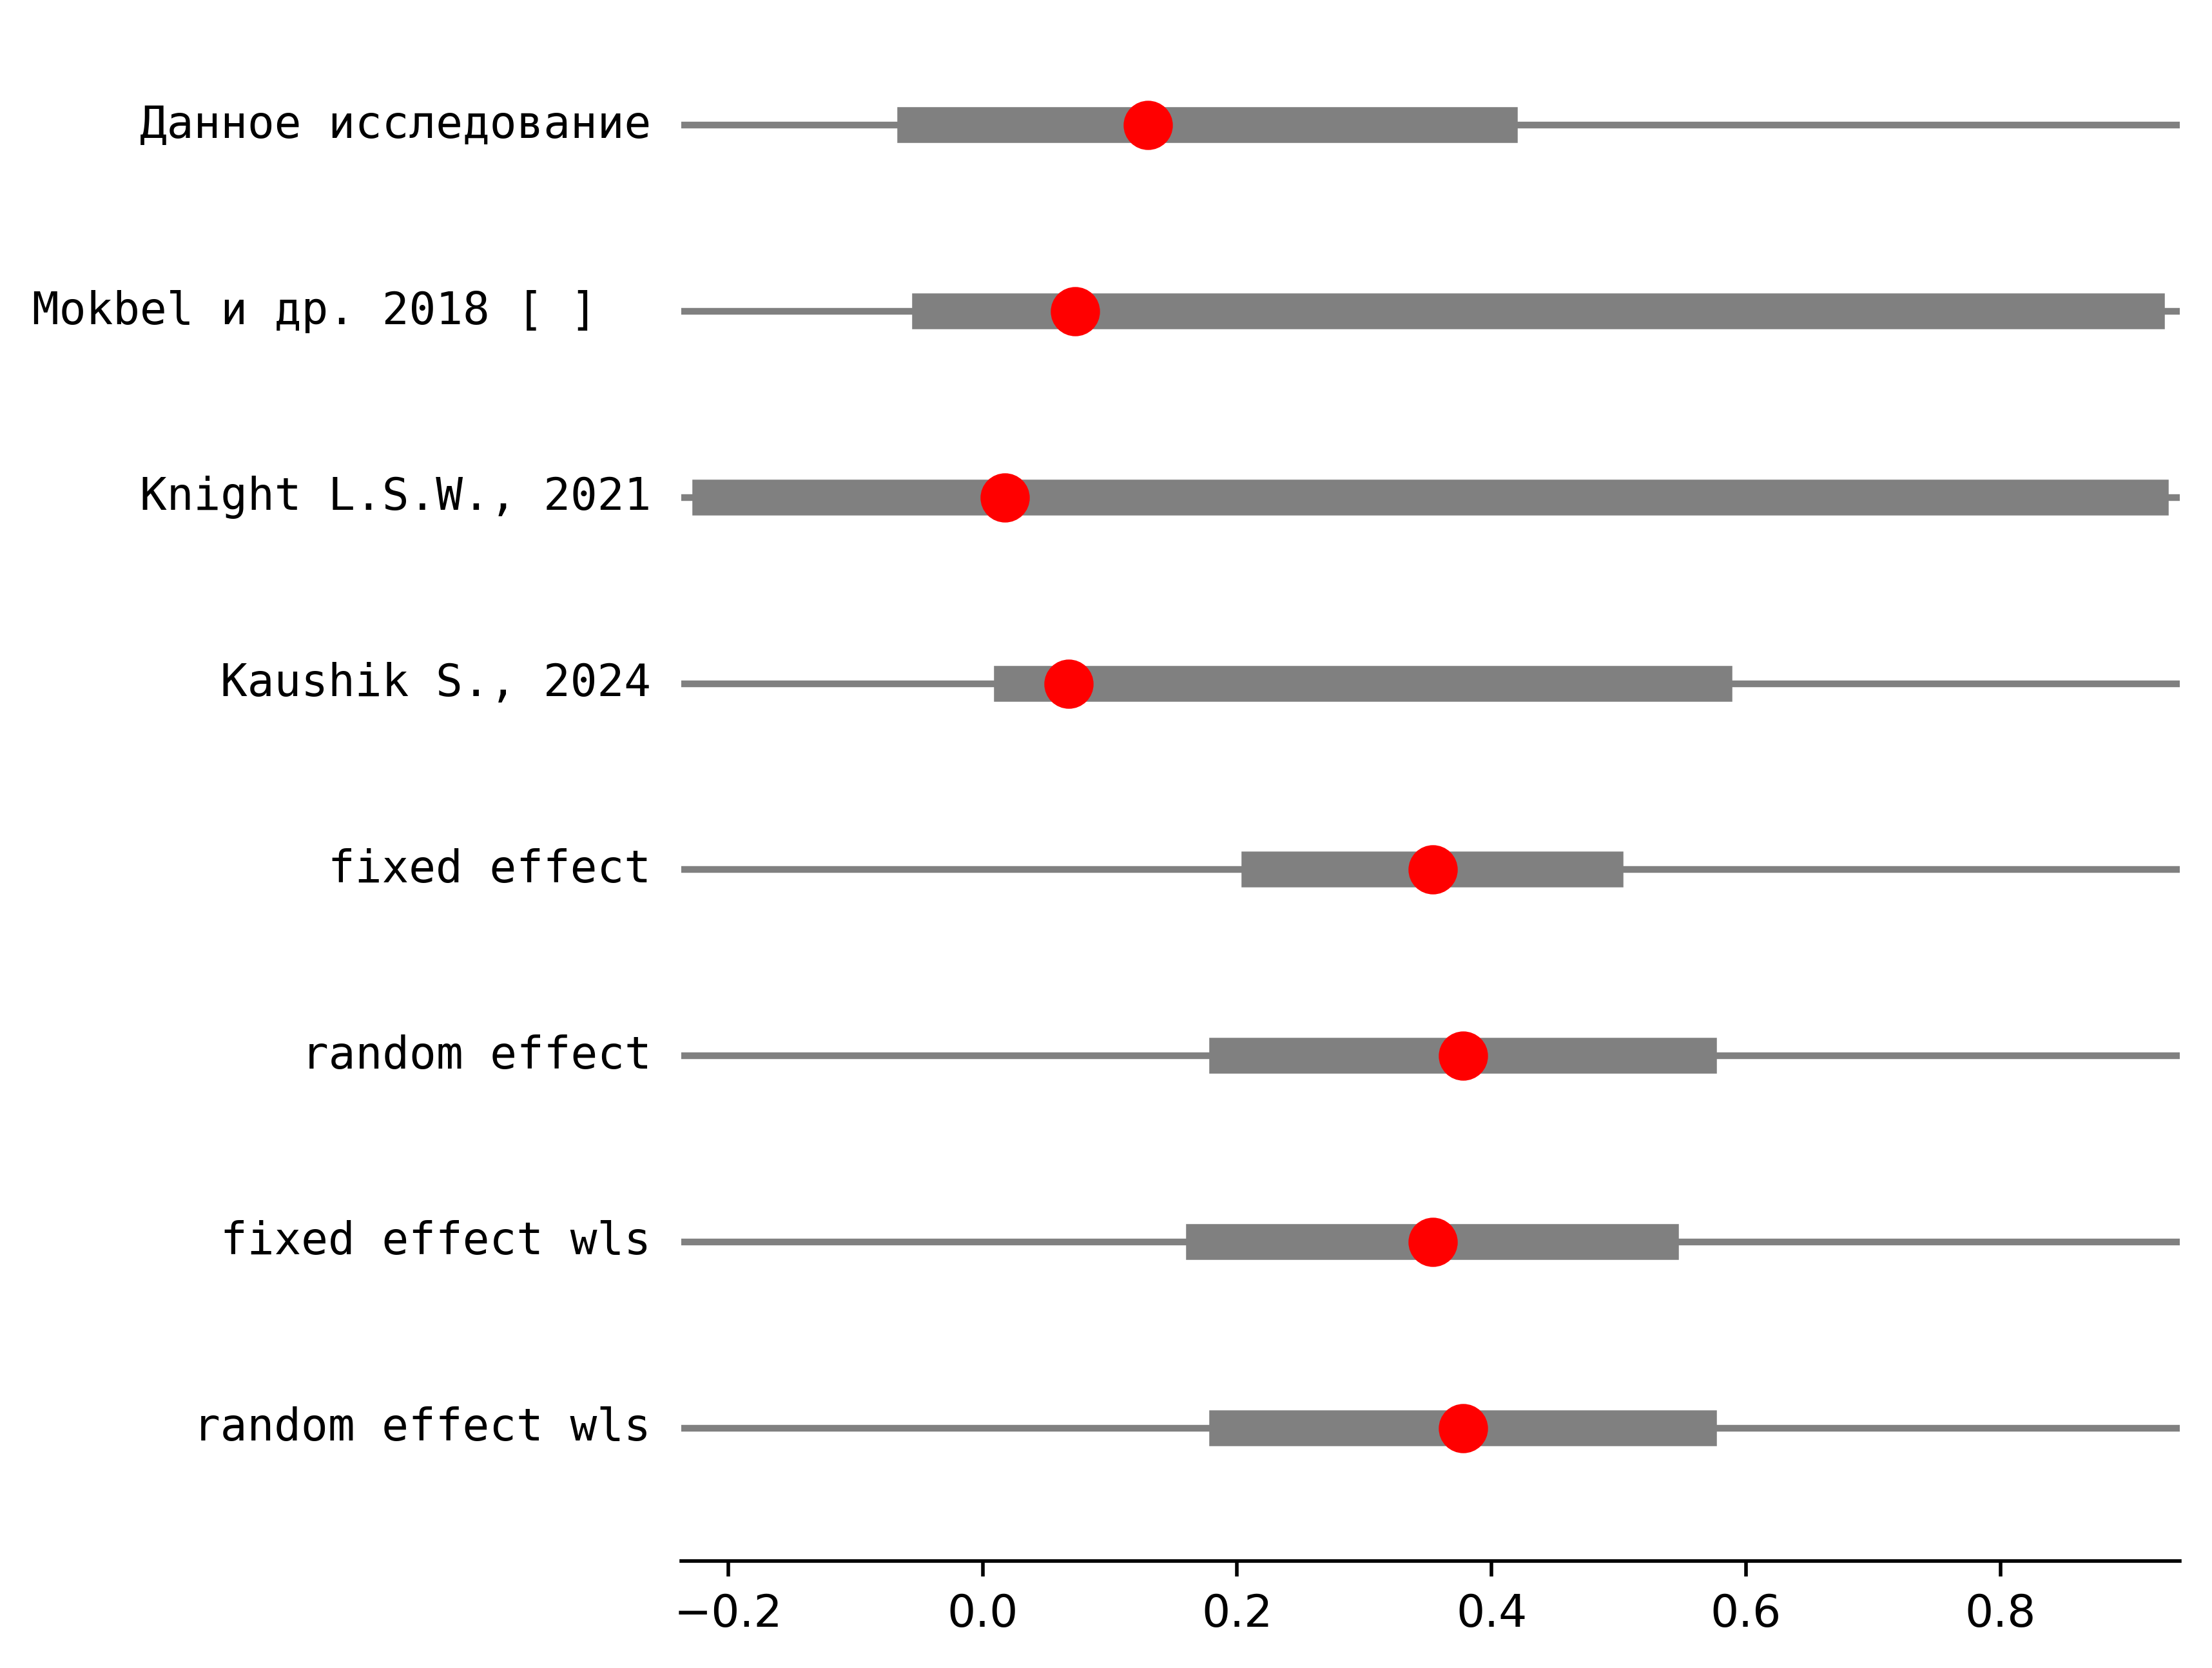 Данное исследование
Mokbel и др. 2018 [ ]
Knight L.S.W., 2021
Kaushik S., 2024
fixed effect
random effect
fixed effect wls
random effect wls
−0.2 0.0 0.2 0.4 0.6 0.8